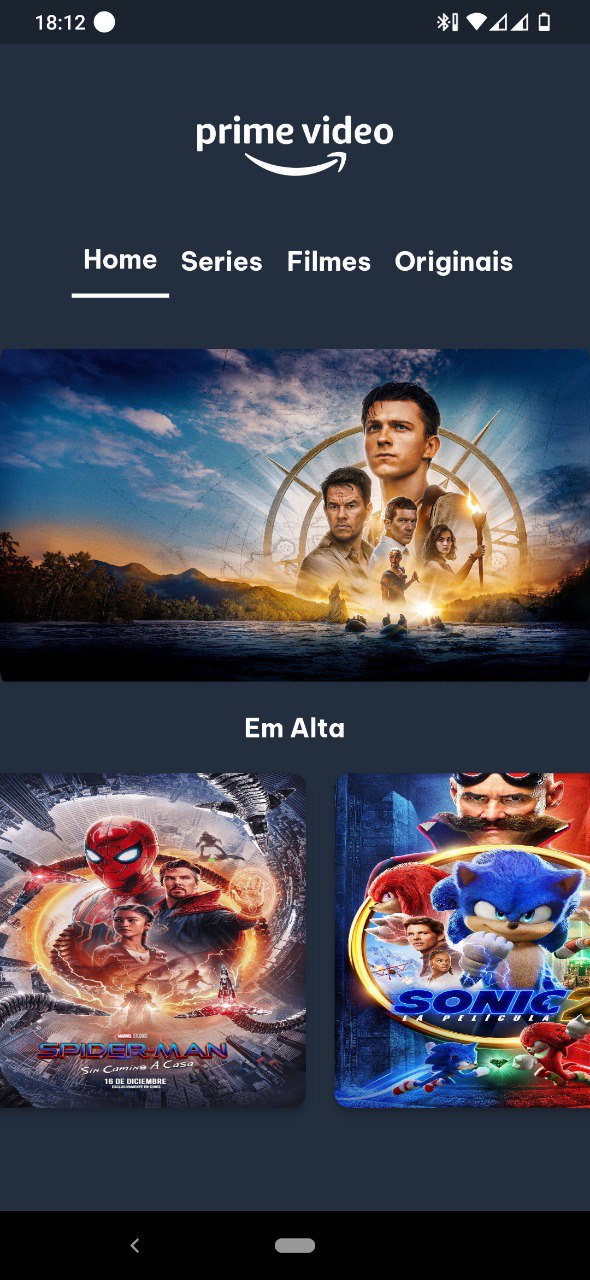 18:12
prime video
Home Series Filmes Originais
Em Alta
MARVEL STUDIOS
SPIDER-MAN
SIN CAMINO A CASA
16 DE DICIEMBRE
EXCLUSIVAMENTE EN CINES
SONIC 2
LA PELÍCULA